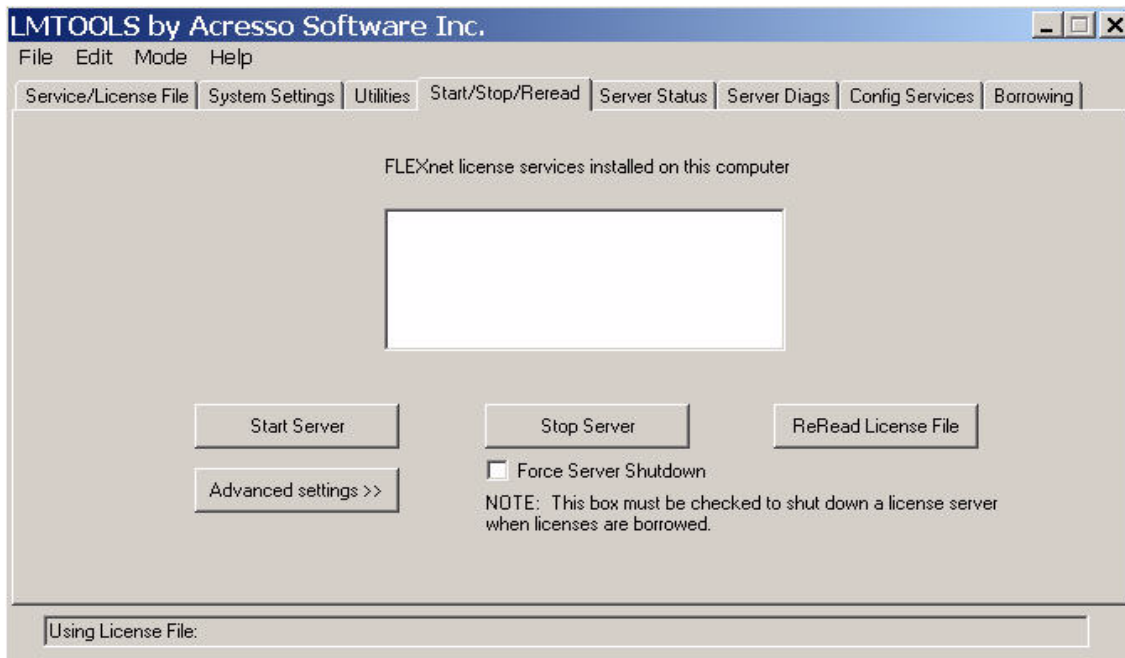 LMTOOLS by Acresso Software Inc.
File Edit Mode Help
Service/License File System Settings Utilities Start/Stop/Reread Server Status Server Diags Config Services Borrowing
FLEXnet license services installed on this computer
Start Server Stop Server ReRead License File
Force Server Shutdown
Advanced settings >>
NOTE: This box must be checked to shut down a license server
when licenses are borrowed.
Using License File: